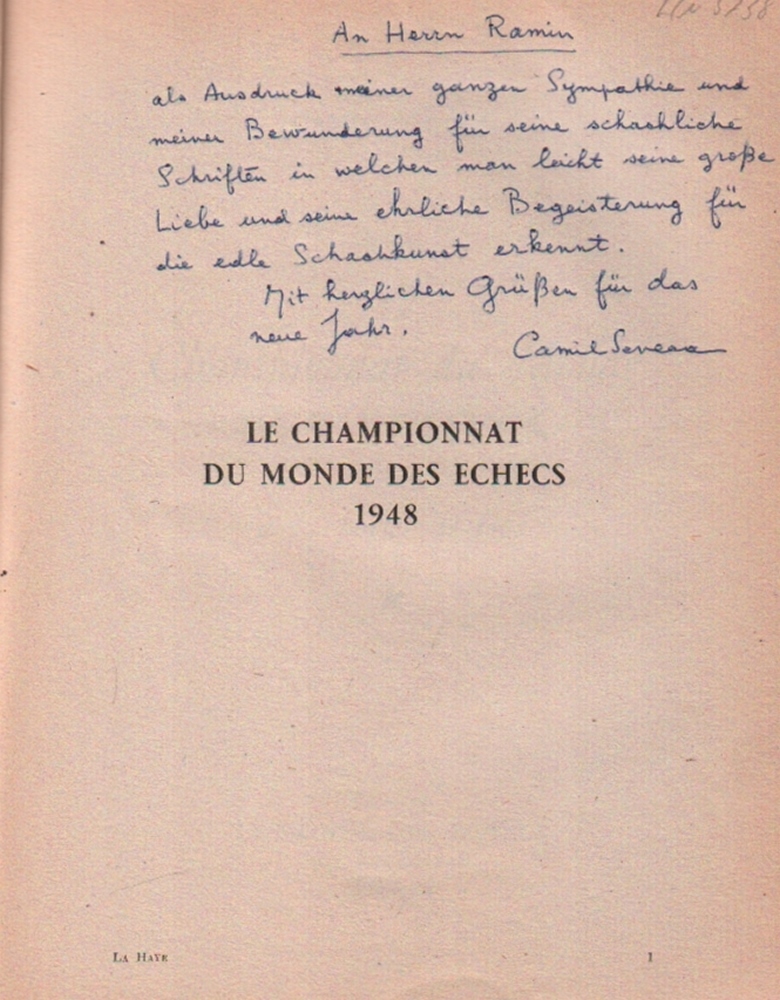 An Herrn Ramin
als Ausdruck meiner ganzen Sympathie und
meiner Bewunderung für seine schachliche
Schriften in welchen man leicht seine große
Liebe und seine ehrliche Begeisterung für
die edle Schachkunst erkennt.
Mit herzlichen Grüßen für das
neue Jahr.
Camil
LE CHAMPIONNAT
DU MONDE DES ECHECS
1948
LA HAYE 1